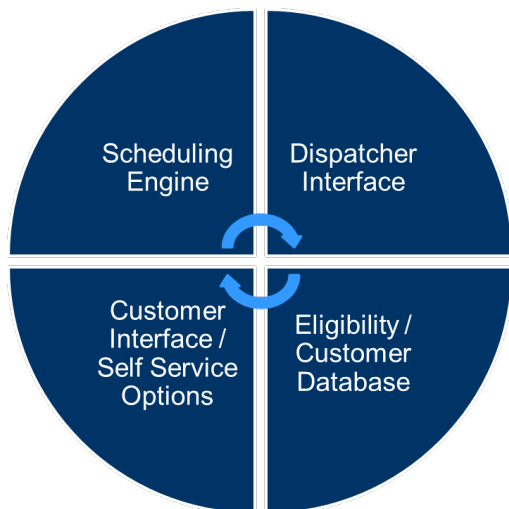 Scheduling
Engine
Dispatcher
Interface
Customer
Interface /
Self Service
Options
Eligibility /
Customer
Database